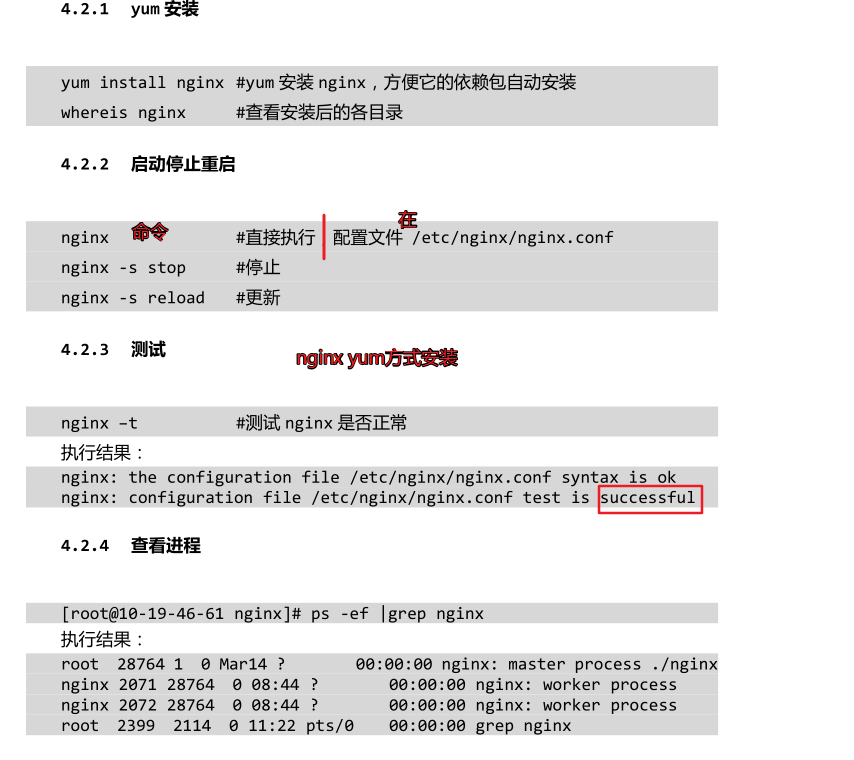 4.2.1 yum 安装
yum install nginx #yum 安装 nginx，方便它的依赖包自动安装
whereis nginx #查看安装后的各目录
4.2.2 启动停止重启
在
nginx 命令 #直接执行 配置文件 /etc/nginx/nginx.conf
nginx -s stop #停止
nginx -s reload #更新
4.2.3 测试
nginx yum方式安装
nginx –t #测试 nginx 是否正常
执行结果：
nginx: the configuration file /etc/nginx/nginx.conf syntax is ok
nginx: configuration file /etc/nginx/nginx.conf test is successful
4.2.4 查看进程
[root@10-19-46-61 nginx]# ps -ef |grep nginx
执行结果：
root 28764 1 0 Mar14 ? 00:00:00 nginx: master process ./nginx
nginx 2071 28764 0 08:44 ? 00:00:00 nginx: worker process
nginx 2072 28764 0 08:44 ? 00:00:00 nginx: worker process
root 2399 2114 0 11:22 pts/0 00:00:00 grep nginx